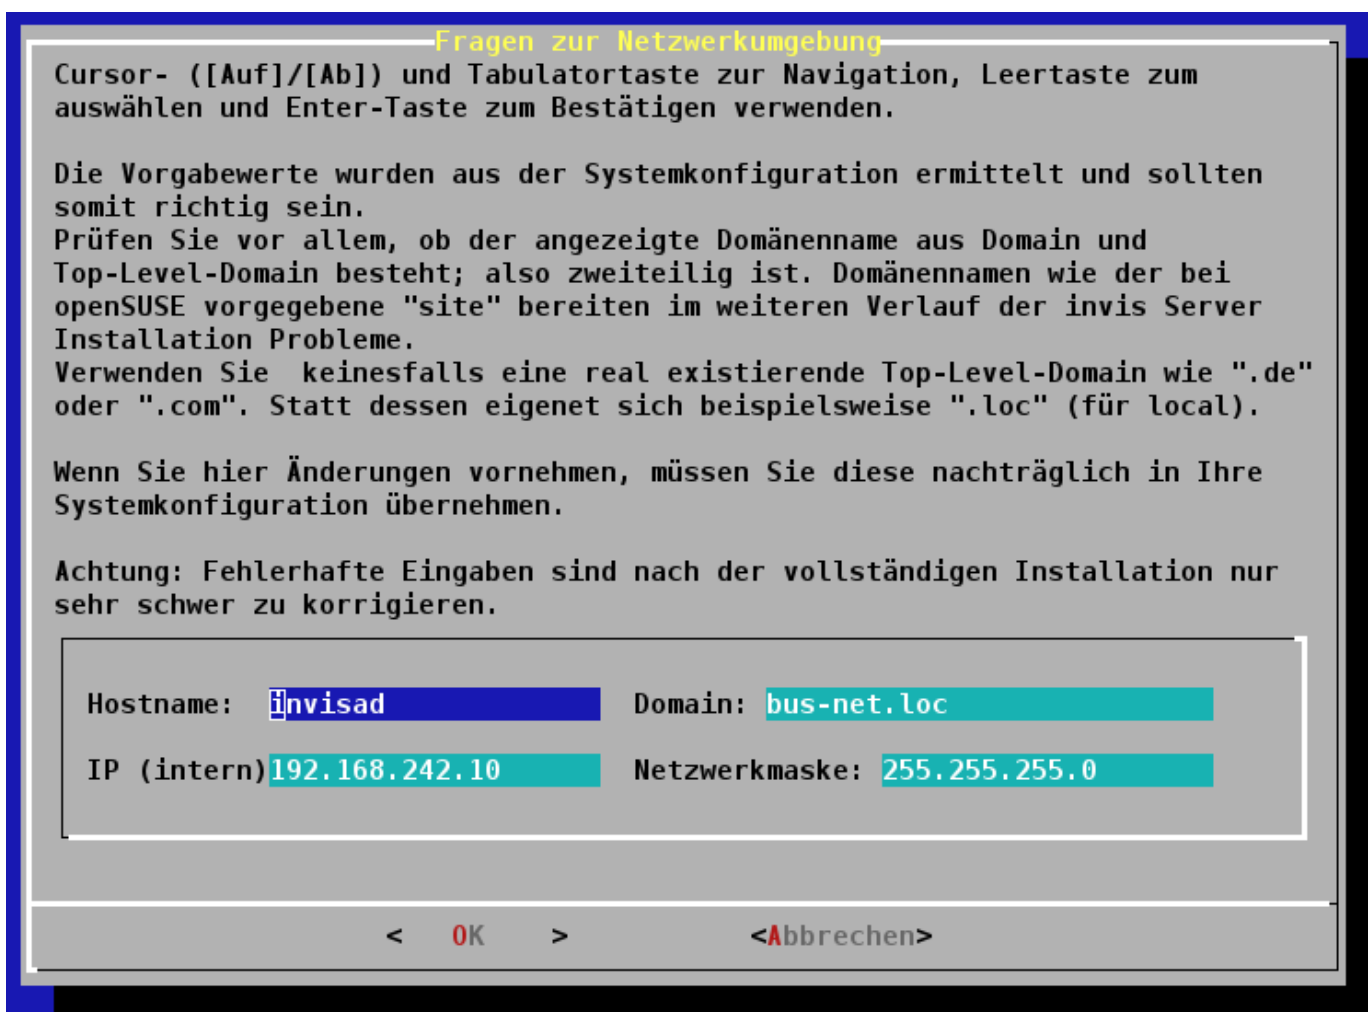 Fragen zur Netzwerkumgebung
Cursor- ([Auf]/[Ab]) und Tabulatortaste zur Navigation, Leertaste zum
auswählen und Enter-Taste zum Bestätigen verwenden.
Die Vorgabewerte wurden aus der Systemkonfiguration ermittelt und sollten
somit richtig sein.
Prüfen Sie vor allem, ob der angezeigte Domänenname aus Domain und
Top-Level-Domain besteht; also zweiteilig ist. Domänennamen wie der bei
openSUSE vorgegebene "site" bereiten im weiteren Verlauf der invis Server
Installation Probleme.
Verwenden Sie  keinesfalls eine real existierende Top-Level-Domain wie ".de"
oder ".com". Statt dessen eigenet sich beispielsweise ".loc" (für local).
Wenn Sie hier Änderungen vornehmen, müssen Sie diese nachträglich in Ihre
Systemkonfiguration übernehmen.
Achtung: Fehlerhafte Eingaben sind nach der vollständigen Installation nur
sehr schwer zu korrigieren.
Hostname: invisad Domain: bus-net.loc
IP (intern)192.168.242.10 Netzwerkmaske: 255.255.255.0
< OK > <Abbrechen>